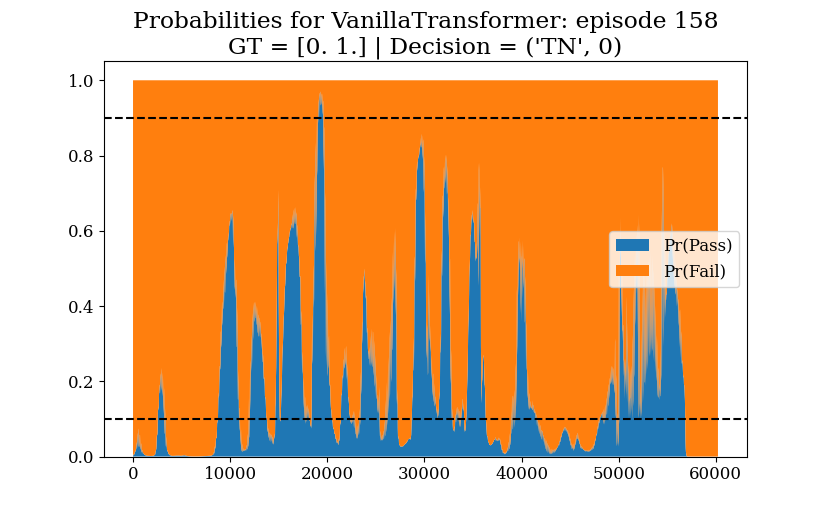 Probabilities for VanillaTransformer: episode 158
GT = [0. 1.] | Decision = ('TN', 0)
1.0
0.8
0.6
0.4
0.2
0.0
Pr(Pass)
Pr(Fail)
0 10000 20000 30000 40000 50000 60000